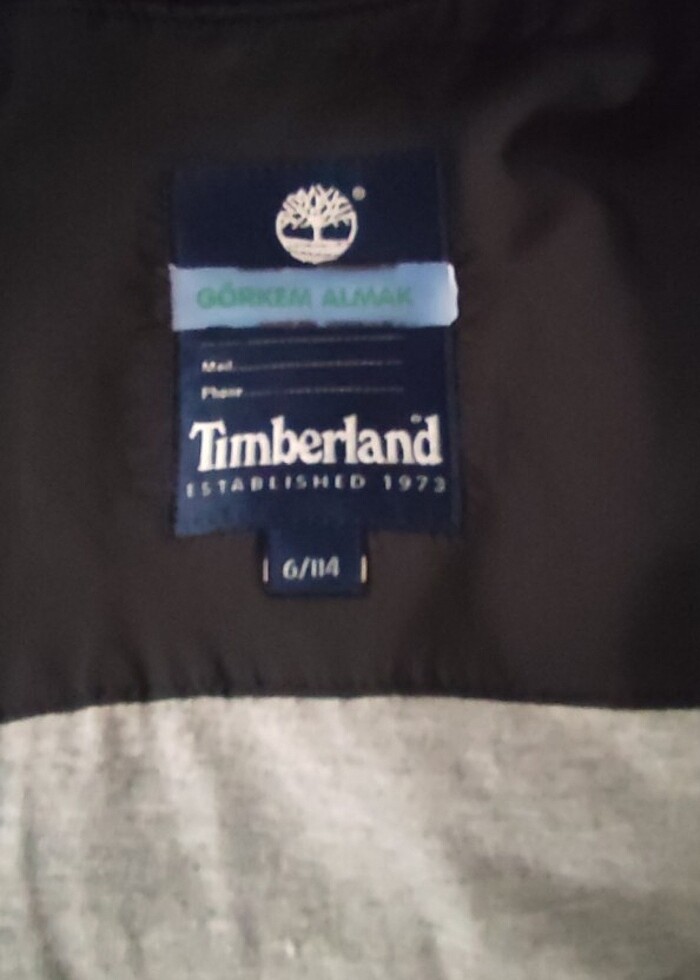 ®
GÖRKEM ALMAK
Mail
Phone
Timberland®
ESTABLISHED 1973
6/114